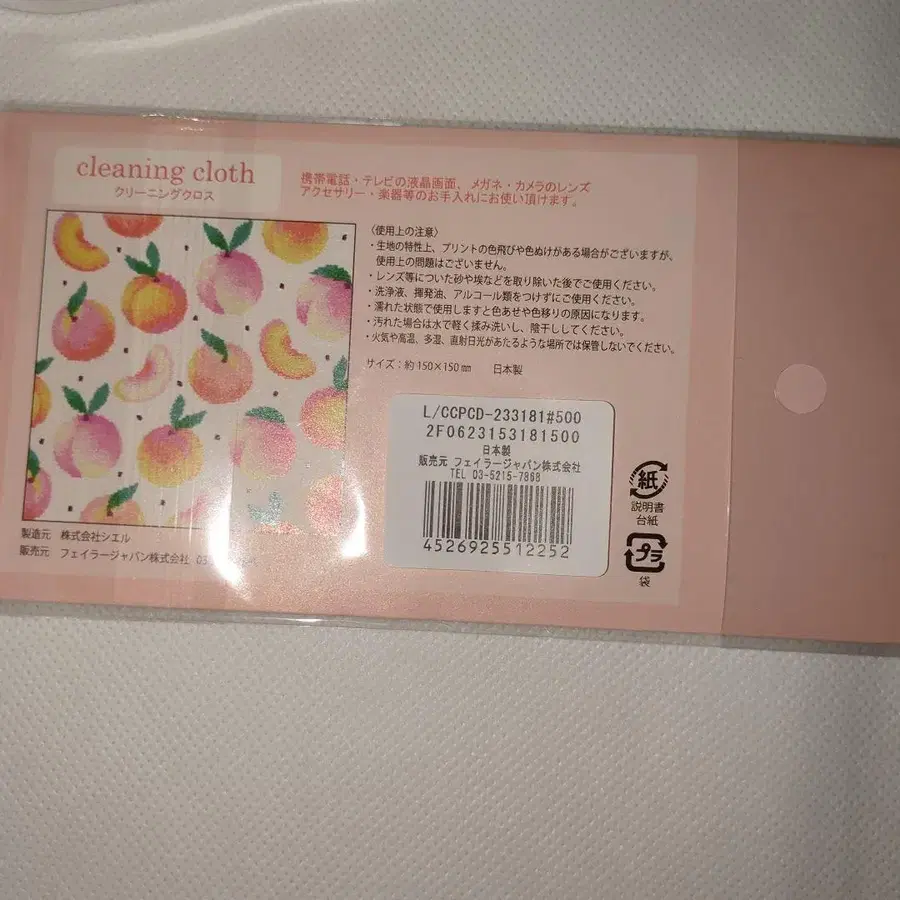 cleaning cloth
クリーニングクロス
携帯電話・テレビの液晶画面、メガネ・カメラのレンズ
アクセサリー・楽器等のお手入れにお使い頂けます。
〈使用上の注意〉
・生地の特性上、プリントの色飛びや色ぬけがある場合がございますが、
使用上の問題はございません。
・レンズ等についた砂や埃などを取り除いた後でご使用ください。
・洗浄液、揮発油、アルコール類をつけずにご使用ください。
・濡れた状態で使用しますと色あせや色移りの原因になります。
・汚れた場合は水で軽く揉み洗いし、陰干ししてください。
・火気や高温、多湿、直射日光があたるような場所では保管しないでください。
サイズ：約150×150㎜ 日本製
L/CCPCD-233181#500
2F0623153181500
日本製
販売元 フェイラージャパン株式会社
TEL 03-5215-7868
4526925512252
紙
説明書
台紙
プラ
袋
製造元 株式会社シエル
販売元 フェイラージャパン株式会社